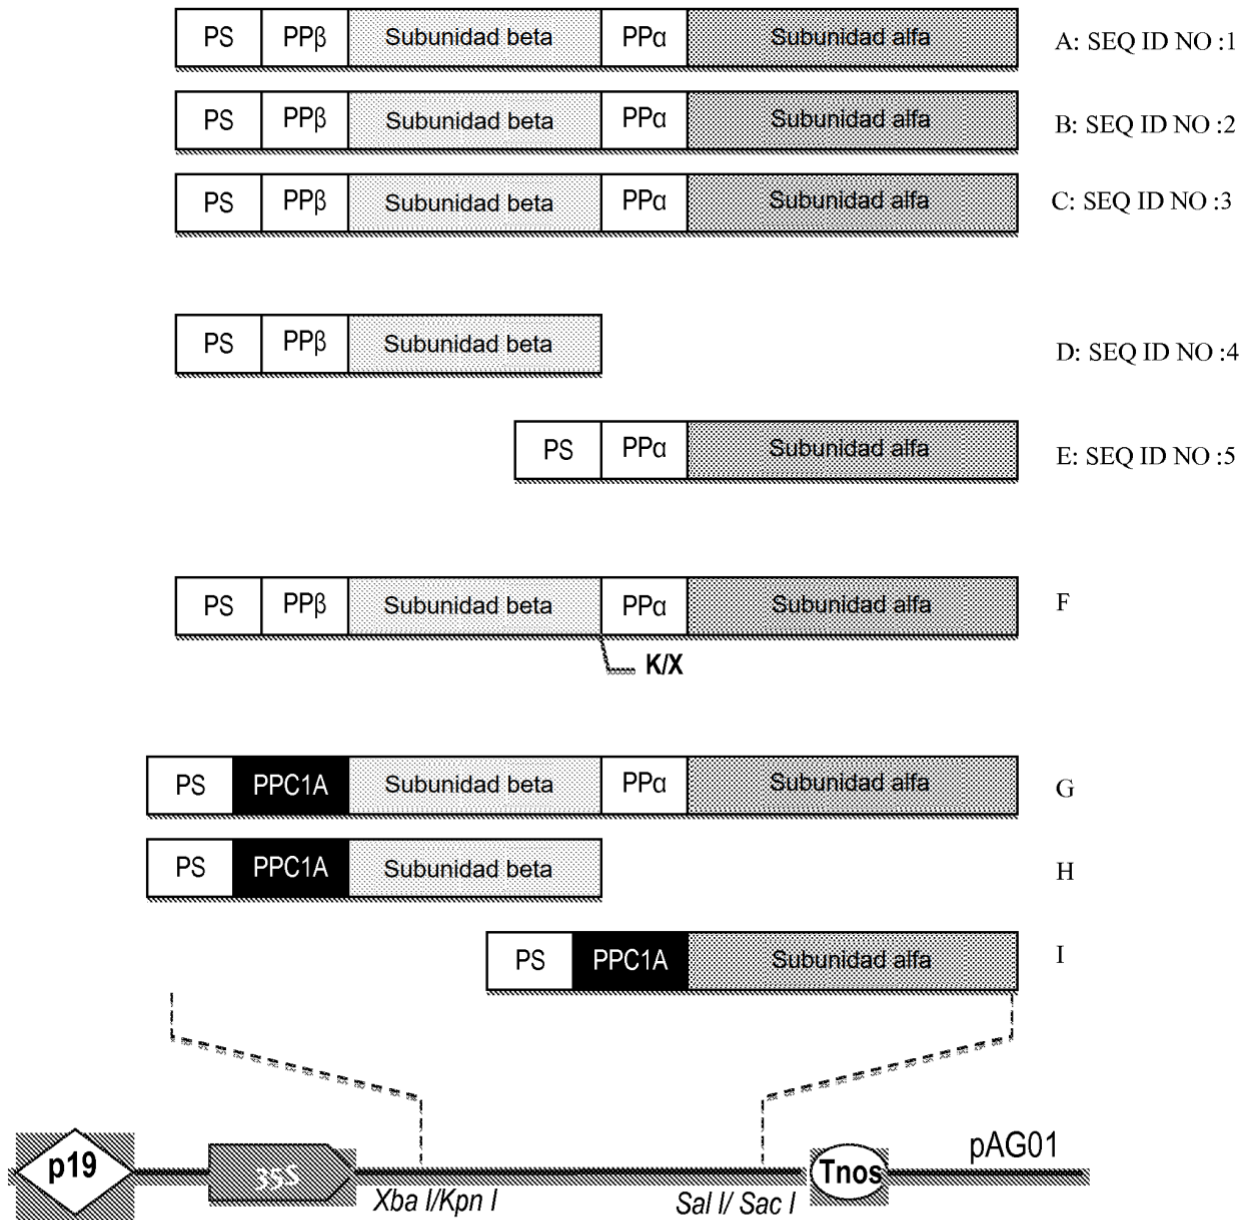 PS PPβ Subunidad beta PPα Subunidad alfa A: SEQ ID NO :1
PS PPβ Subunidad beta PPα Subunidad alfa B: SEQ ID NO :2
PS PPβ Subunidad beta PPα Subunidad alfa C: SEQ ID NO :3
PS PPβ Subunidad beta D: SEQ ID NO :4
PS PPα Subunidad alfa E: SEQ ID NO :5
PS PPβ Subunidad beta PPα Subunidad alfa F
K/X
PS PPC1A Subunidad beta PPα Subunidad alfa G
PS PPC1A Subunidad beta H
PS PPC1A Subunidad alfa I
p19 35S Tnos pAG01
Xba I/Kpn I Sal I/ Sac I